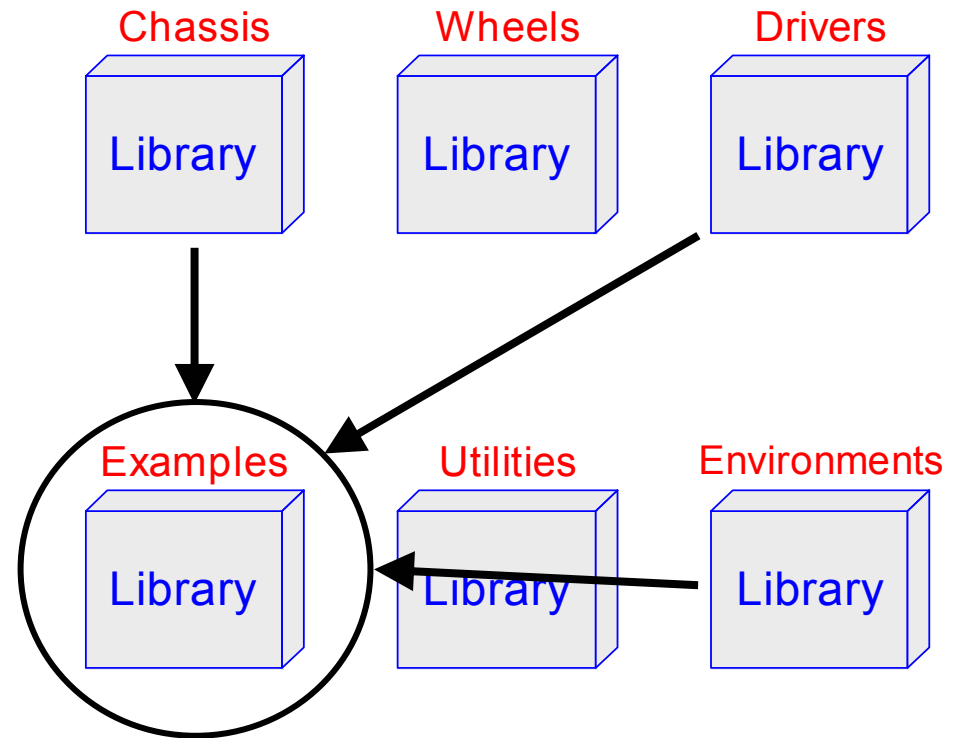 Chassis
Wheels
Drivers
Library
Library
Library
Examples
Utilities
Environments
Library
Library
Library